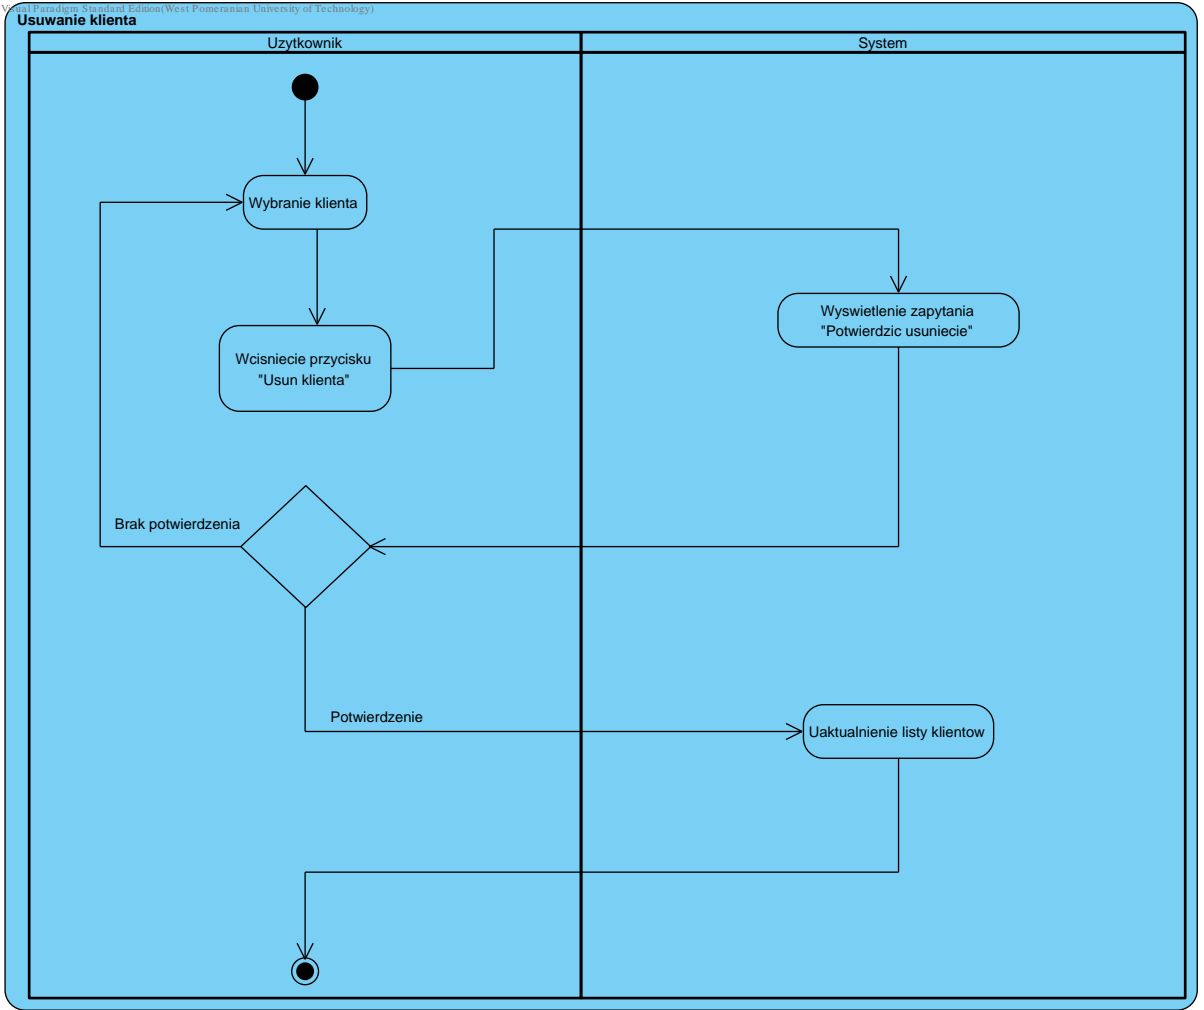 Visual Paradigm Standard Edition(West Pomeranian University of Technology)
Usuwanie klienta
Uzytkownik
System
Wybranie klienta
Wyswietlenie zapytania
"Potwierdzic usuniecie"
Wcisniecie przycisku
"Usun klienta"
Brak potwierdzenia
Potwierdzenie
Uaktualnienie listy klientow